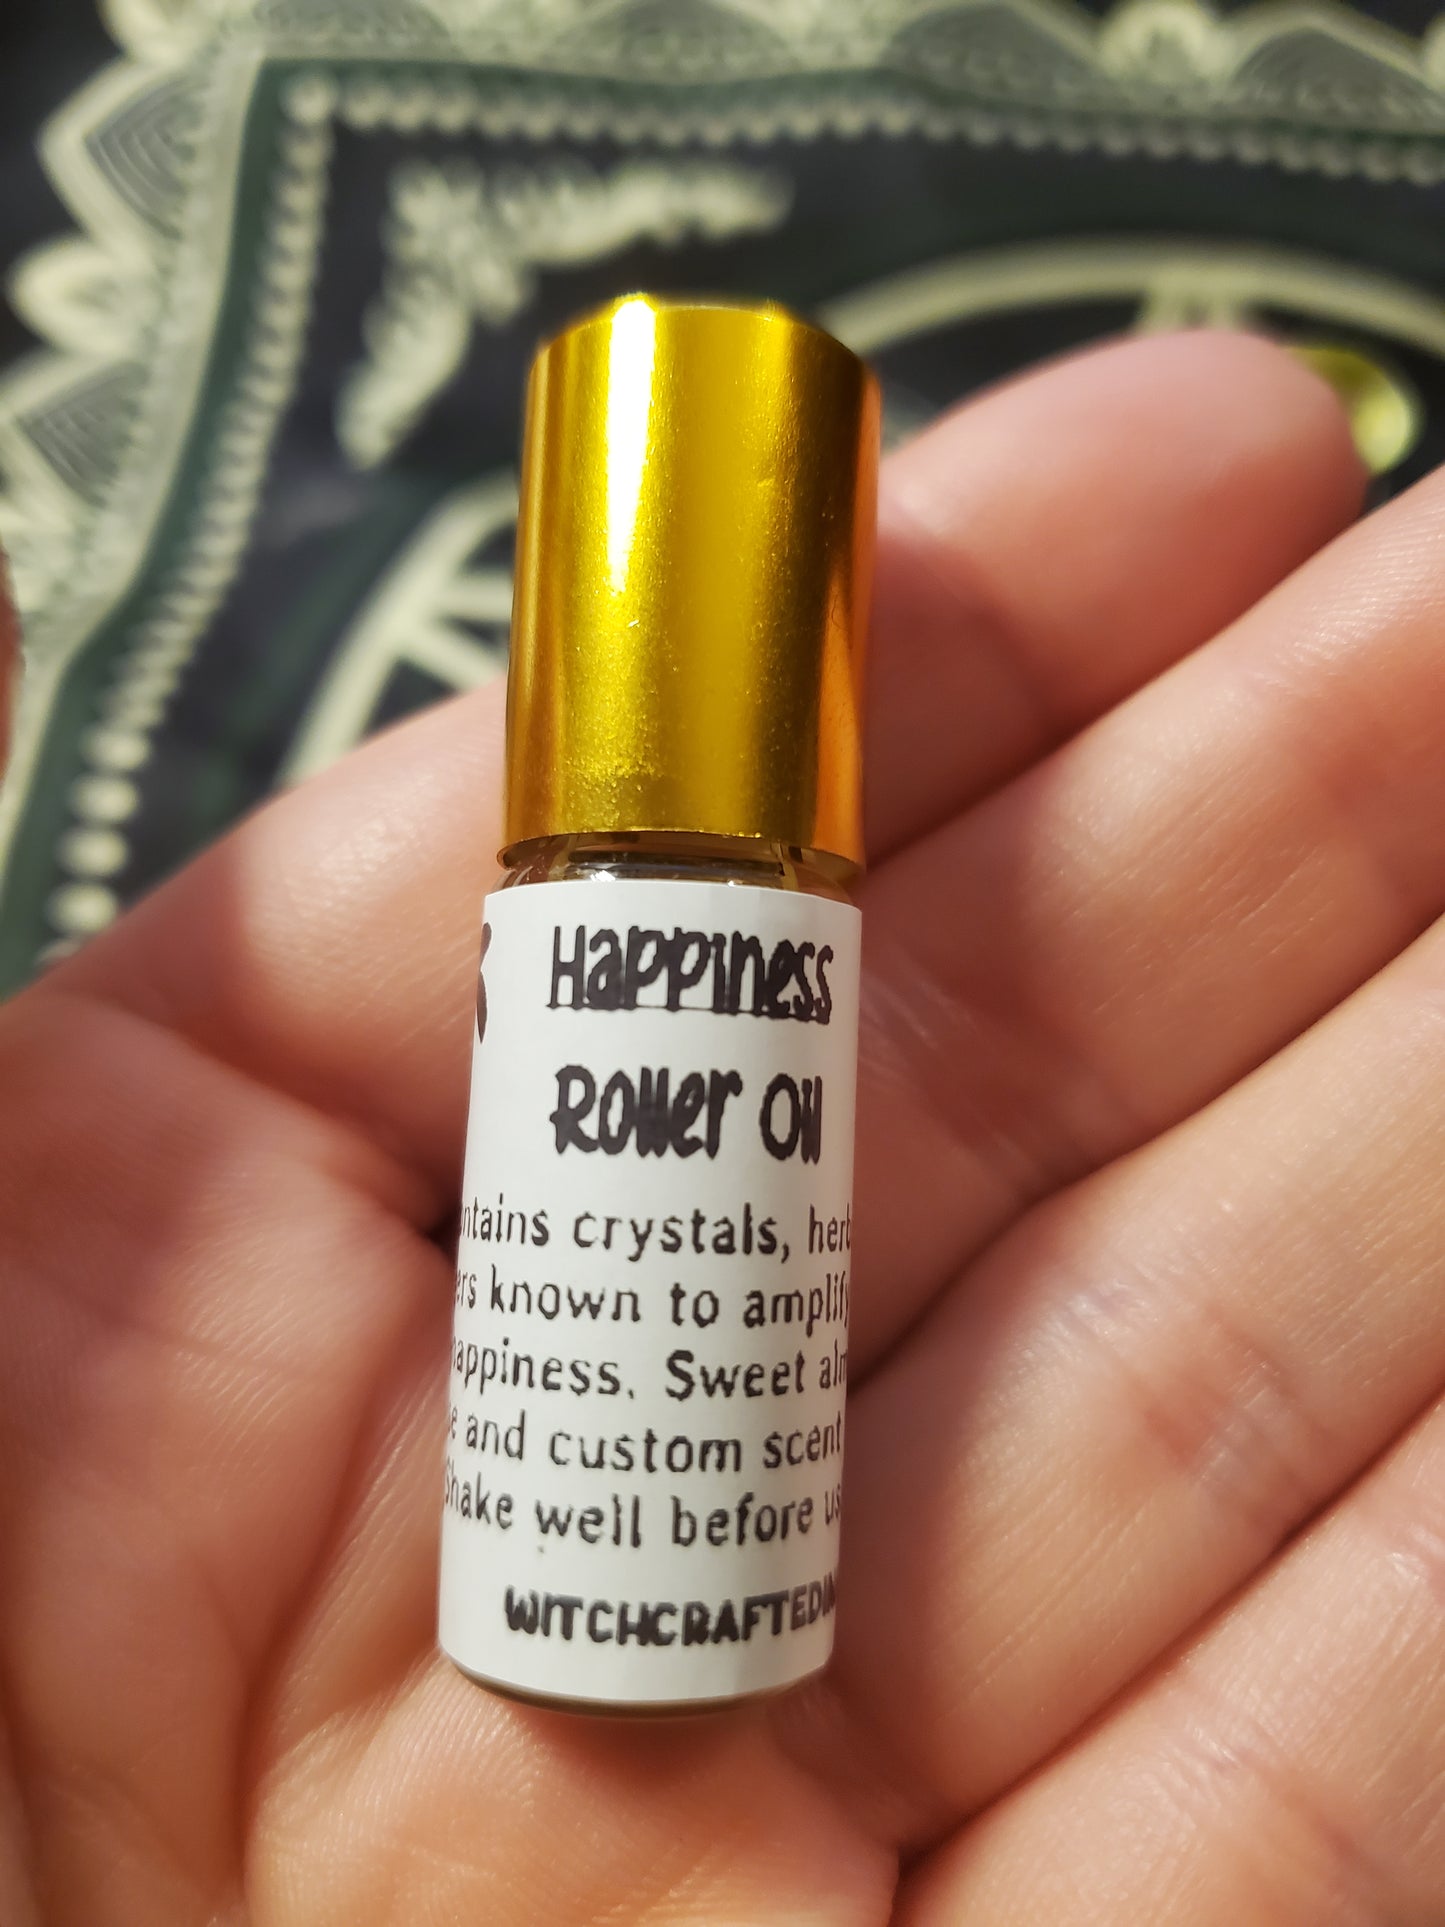 Happiness
Roller Oil
ntains crystals, herb
ers known to amplify
happiness. Sweet alm
e and custom scent
Shake well before us
WITCHCRAFTEDIN